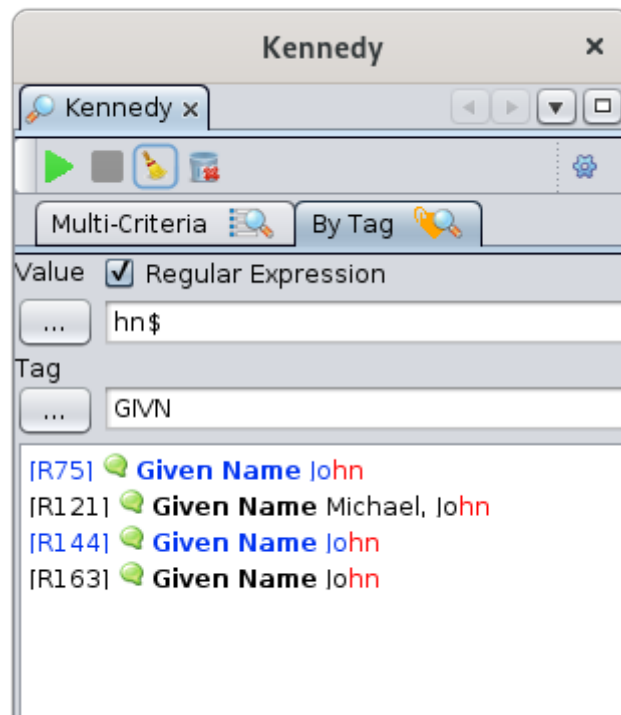 Kennedy
Kennedy
Multi-Criteria By Tag
Value Regular Expression
... hn$
Tag
... GIVN
[R75] Given Name John
[R121] Given Name Michael, John
[R144] Given Name John
[R163] Given Name John